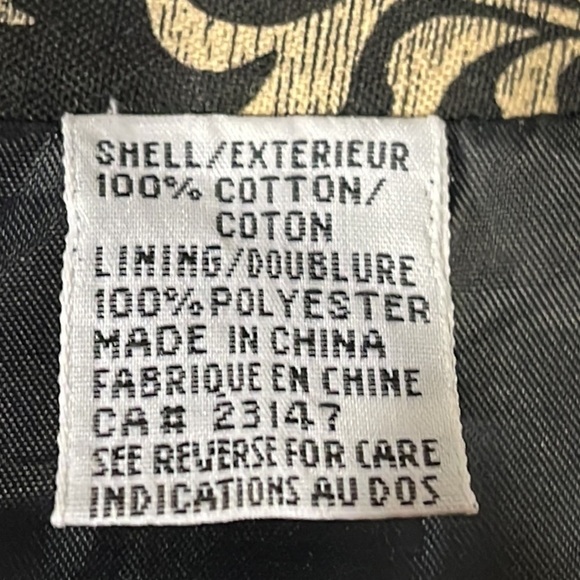 SHELL/EXTERIEUR
100% COTTON/
COTON
LINING/DOUBLURE
100% POLYESTER
MADE IN CHINA
FABRIQUE EN CHINE
CA# 23147
SEE REVERSE FOR CARE
INDICATIONS AU DOS